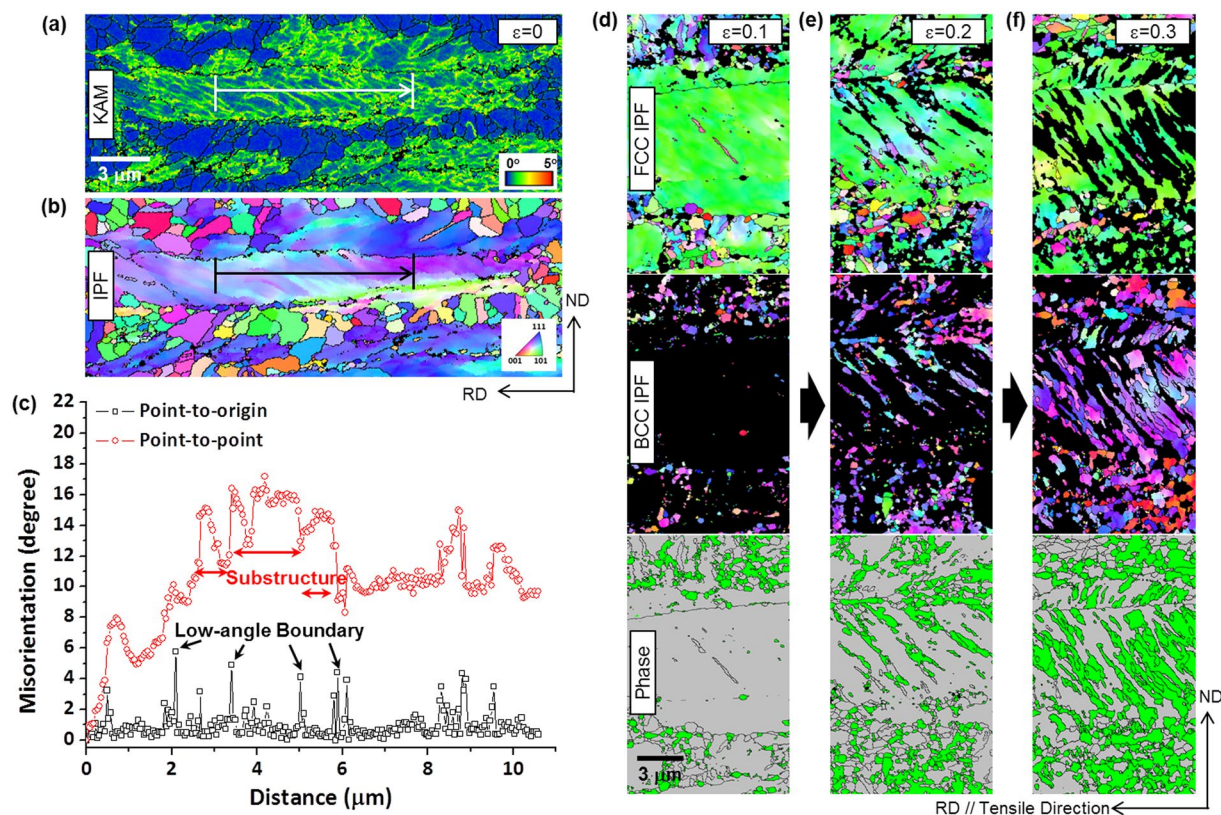 (a)
ε=0
KAM
3 μm
0° 5°
(b)
IPF
111
001 101
ND
RD
(c)
Misorientation (degree)
22
20
18
16
14
12
10
8
6
4
2
0
Point-to-origin
Point-to-point
Substructure
Low-angle Boundary
0 2 4 6 8 10
Distance (μm)
(d) (e) (f)
ε=0.1 ε=0.2 ε=0.3
FCC IPF
BCC IPF
Phase
3 μm
ND
RD // Tensile Direction